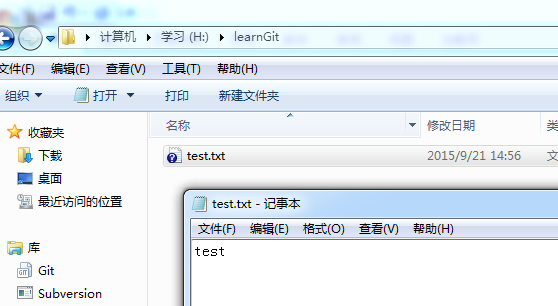 计算机 ▸ 学习 (H:) ▸ learnGit
文件(F) 编辑(E) 查看(V) 工具(T) 帮助(H)
组织 打开 打印 新建文件夹
收藏夹
下载
桌面
最近访问的位置
库
Git
Subversion
名称 修改日期 类
test.txt 2015/9/21 14:56 文
test.txt - 记事本
文件(F) 编辑(E) 格式(O) 查看(V) 帮助(H)
test